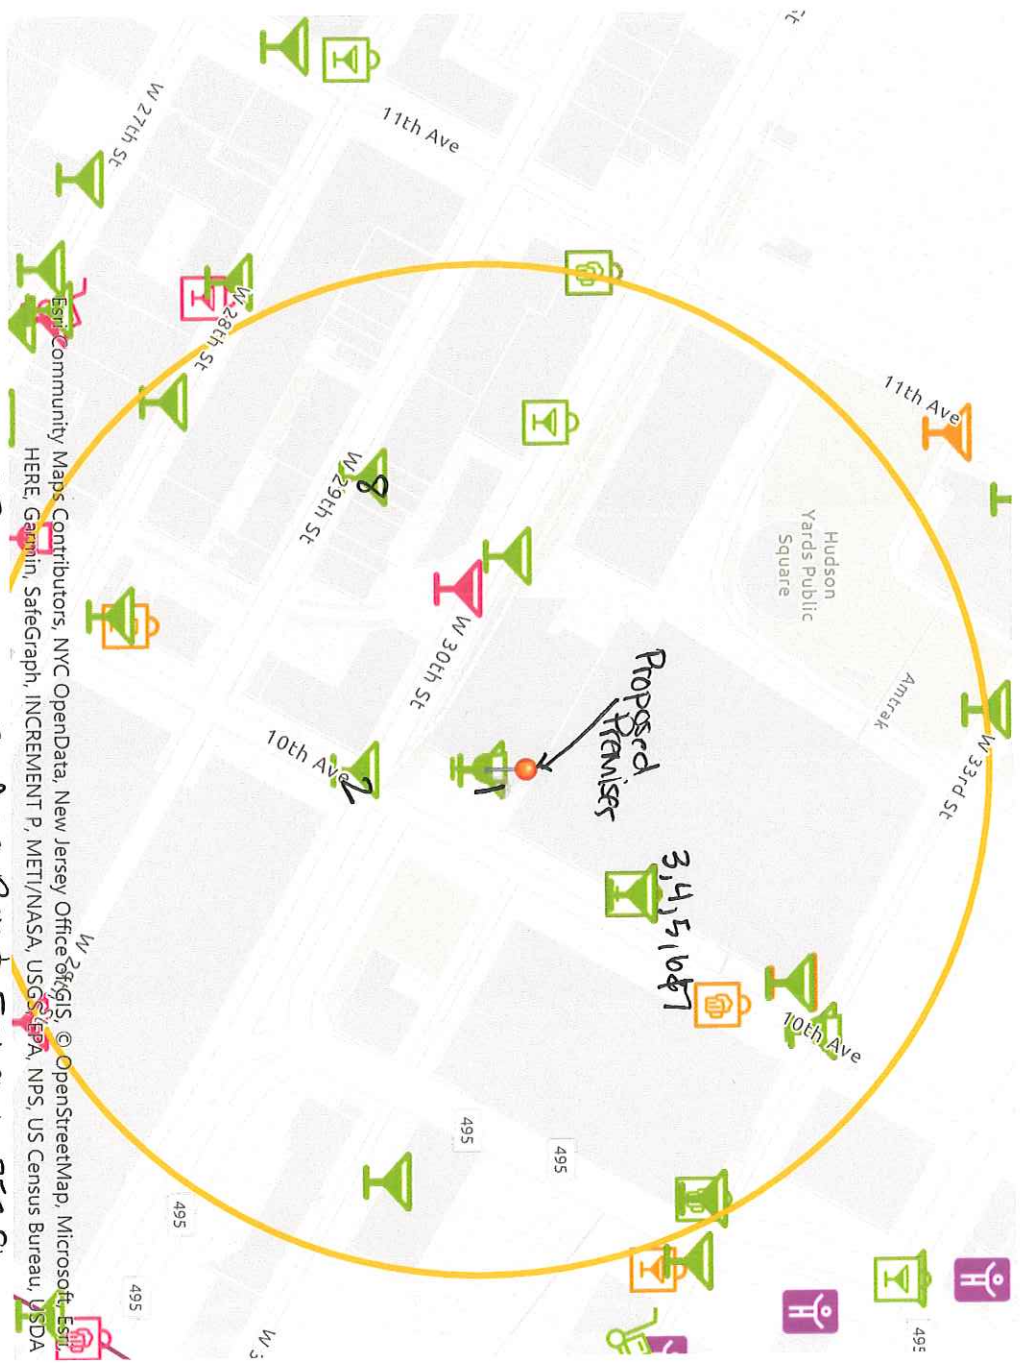 11th Ave
W 27th St
W 28th St
11th Ave
W 29th St
8
Hudson
Yards Public
Square
W 30th St
Proposed
Premises
Amtrak
W 33rd St
10th Ave
2
1
3,4,5,6&7
10th Ave
495
495
495
495
495
Esri Community Maps Contributors, NYC OpenData, New Jersey Office of GIS, © OpenStreetMap, Microsoft, Esri,
HERE, Garmin, SafeGraph, INCREMENT P, METI/NASA, USGS, EPA, NPS, US Census Bureau, USDA